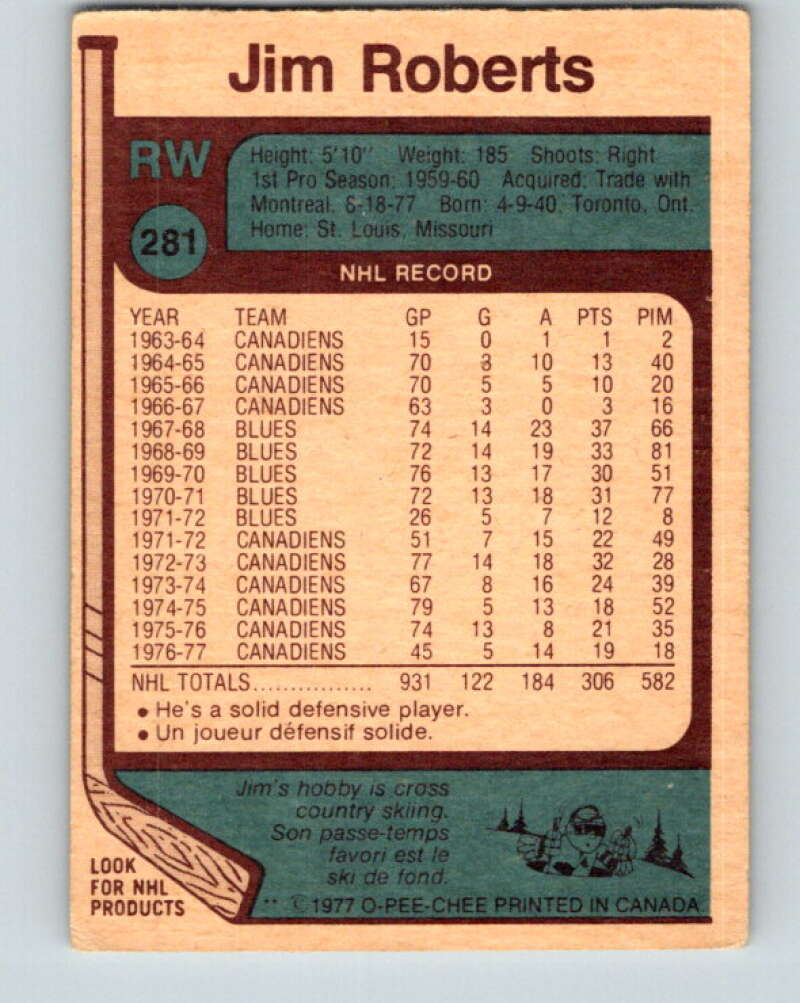 Jim Roberts
RW
Height: 5'10" Weight: 185 Shoots: Right
1st Pro Season: 1959-60 Acquired: Trade with
Montreal, 8-18-77 Born: 4-9-40, Toronto, Ont.
Home: St. Louis, Missouri
281
NHL RECORD
YEAR TEAM GP G A PTS PIM
1963-64 CANADIENS 15 0 1 1 2
1964-65 CANADIENS 70 3 10 13 40
1965-66 CANADIENS 70 5 5 10 20
1966-67 CANADIENS 63 3 0 3 16
1967-68 BLUES 74 14 23 37 66
1968-69 BLUES 72 14 19 33 81
1969-70 BLUES 76 13 17 30 51
1970-71 BLUES 72 13 18 31 77
1971-72 BLUES 26 5 7 12 8
1971-72 CANADIENS 51 7 15 22 49
1972-73 CANADIENS 77 14 18 32 28
1973-74 CANADIENS 67 8 16 24 39
1974-75 CANADIENS 79 5 13 18 52
1975-76 CANADIENS 74 13 8 21 35
1976-77 CANADIENS 45 5 14 19 18
NHL TOTALS................ 931 122 184 306 582
• He's a solid defensive player.
• Un joueur défensif solide.
Jim's hobby is cross
country skiing.
Son passe-temps
favori est le
ski de fond.
LOOK
FOR NHL
PRODUCTS
** © 1977 O-PEE-CHEE PRINTED IN CANADA